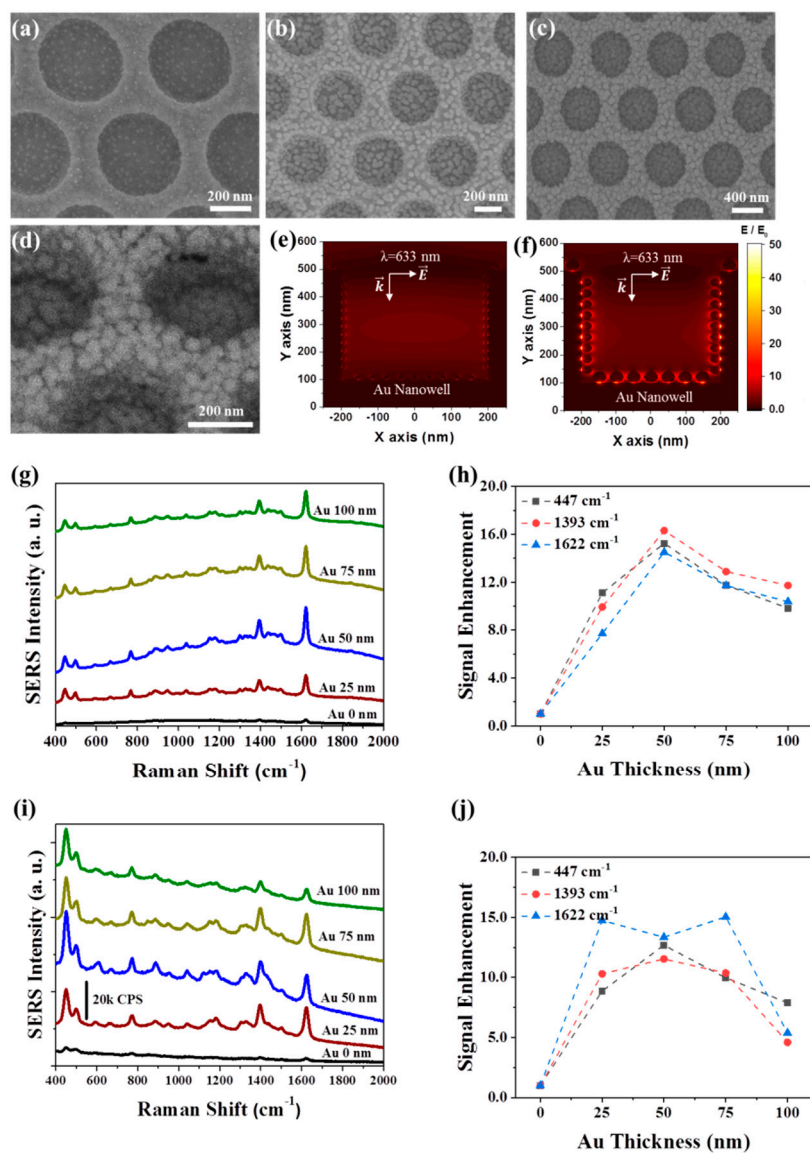 (a)
200 nm
(b)
200 nm
(c)
400 nm
(d)
200 nm
(e)
λ=633 nm
E
k
Au Nanowell
Y axis (nm)
600
500
400
300
200
100
0
-200
-100
0
100
200
X axis (nm)
(f)
λ=633 nm
E
k
Au Nanowell
Y axis (nm)
600
500
400
300
200
100
0
-200
-100
0
100
200
X axis (nm)
E / E₀
50
40
30
20
10
0.0
(g)
SERS Intensity (a. u.)
Au 100 nm
Au 75 nm
Au 50 nm
Au 25 nm
Au 0 nm
400 600 800 1000 1200 1400 1600 1800 2000
Raman Shift (cm⁻¹)
(h)
Signal Enhancement
20.0
16.0
12.0
8.0
4.0
0.0
447 cm⁻¹
1393 cm⁻¹
1622 cm⁻¹
0 25 50 75 100
Au Thickness (nm)
(i)
SERS Intensity (a. u.)
Au 100 nm
Au 75 nm
Au 50 nm
20k CPS
Au 25 nm
Au 0 nm
400 600 800 1000 1200 1400 1600 1800 2000
Raman Shift (cm⁻¹)
(j)
Signal Enhancement
20.0
15.0
10.0
5.0
0.0
447 cm⁻¹
1393 cm⁻¹
1622 cm⁻¹
0 25 50 75 100
Au Thickness (nm)